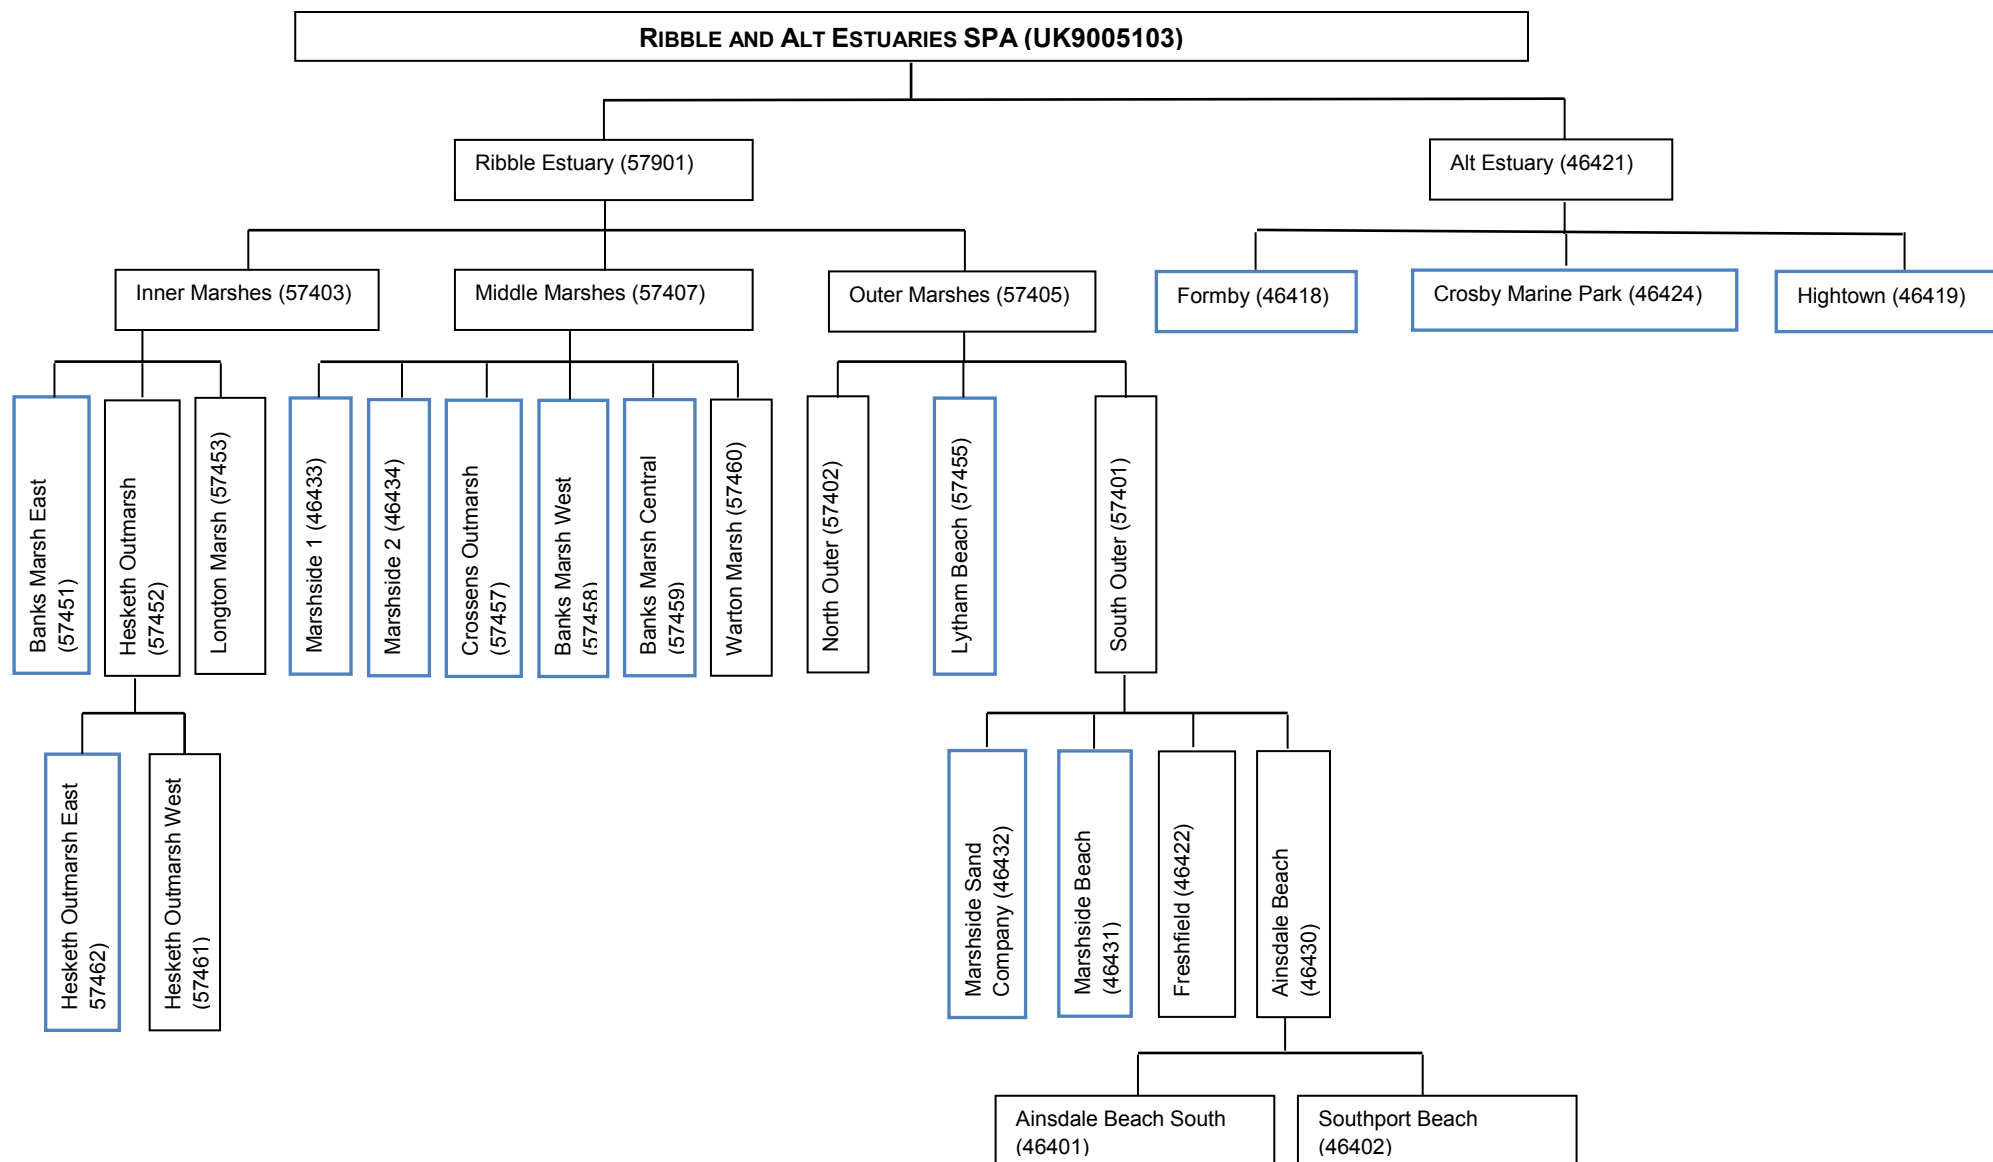 RIBBLE AND ALT ESTUARIES SPA (UK9005103)
Ribble Estuary (57901)
Alt Estuary (46421)
Inner Marshes (57403)
Middle Marshes (57407)
Outer Marshes (57405)
Formby (46418)
Crosby Marine Park (46424)
Hightown (46419)
Banks Marsh East
(57451)
Hesketh Outmarsh
(57452)
Longton Marsh (57453)
Marshside 1 (46433)
Marshside 2 (46434)
Crossens Outmarsh
(57457)
Banks Marsh West
(57458)
Banks Marsh Central
(57459)
Warton Marsh (57460)
North Outer (57402)
Lytham Beach (57455)
South Outer (57401)
Hesketh Outmarsh East
57462)
Hesketh Outmarsh West
(57461)
Marshside Sand
Company (46432)
Marshside Beach
(46431)
Freshfield (46422)
Ainsdale Beach
(46430)
Ainsdale Beach South
(46401)
Southport Beach
(46402)